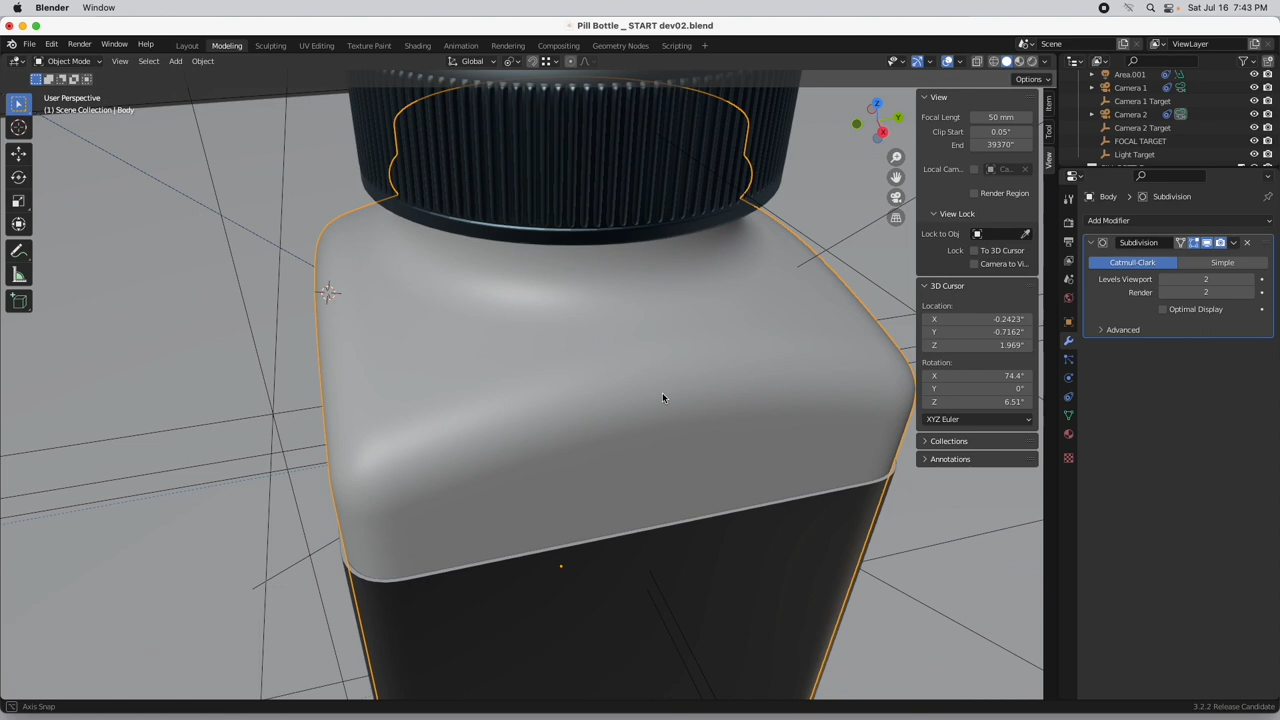 Blender Window Sat Jul 16 7:43 PM
Pill Bottle _ START dev02.blend
File Edit Render Window Help Layout Modeling Sculpting UV Editing Texture Paint Shading Animation Rendering Compositing Geometry Nodes Scripting + Scene ViewLayer
Object Mode View Select Add Object Global
Options
User Perspective
(1) Scene Collection | Body
View
Focal Lengt 50 mm
Clip Start 0.05"
End 39370"
Local Cam... Ca...
Render Region
View Lock
Lock to Obj
Lock To 3D Cursor
Camera to Vi...
3D Cursor
Location:
X -0.2423"
Y -0.7162"
Z 1.969"
Rotation:
X 74.4°
Y 0°
Z 6.51°
XYZ Euler
Collections
Annotations
Item
Tool
View
Z
Y
X
Area.001
Camera 1
Camera 1 Target
Camera 2
Camera 2 Target
FOCAL TARGET
Light Target
Body Subdivision
Add Modifier
Subdivision
Catmull-Clark Simple
Levels Viewport 2
Render 2
Optimal Display
Advanced
Axis Snap
3.2.2 Release Candidate